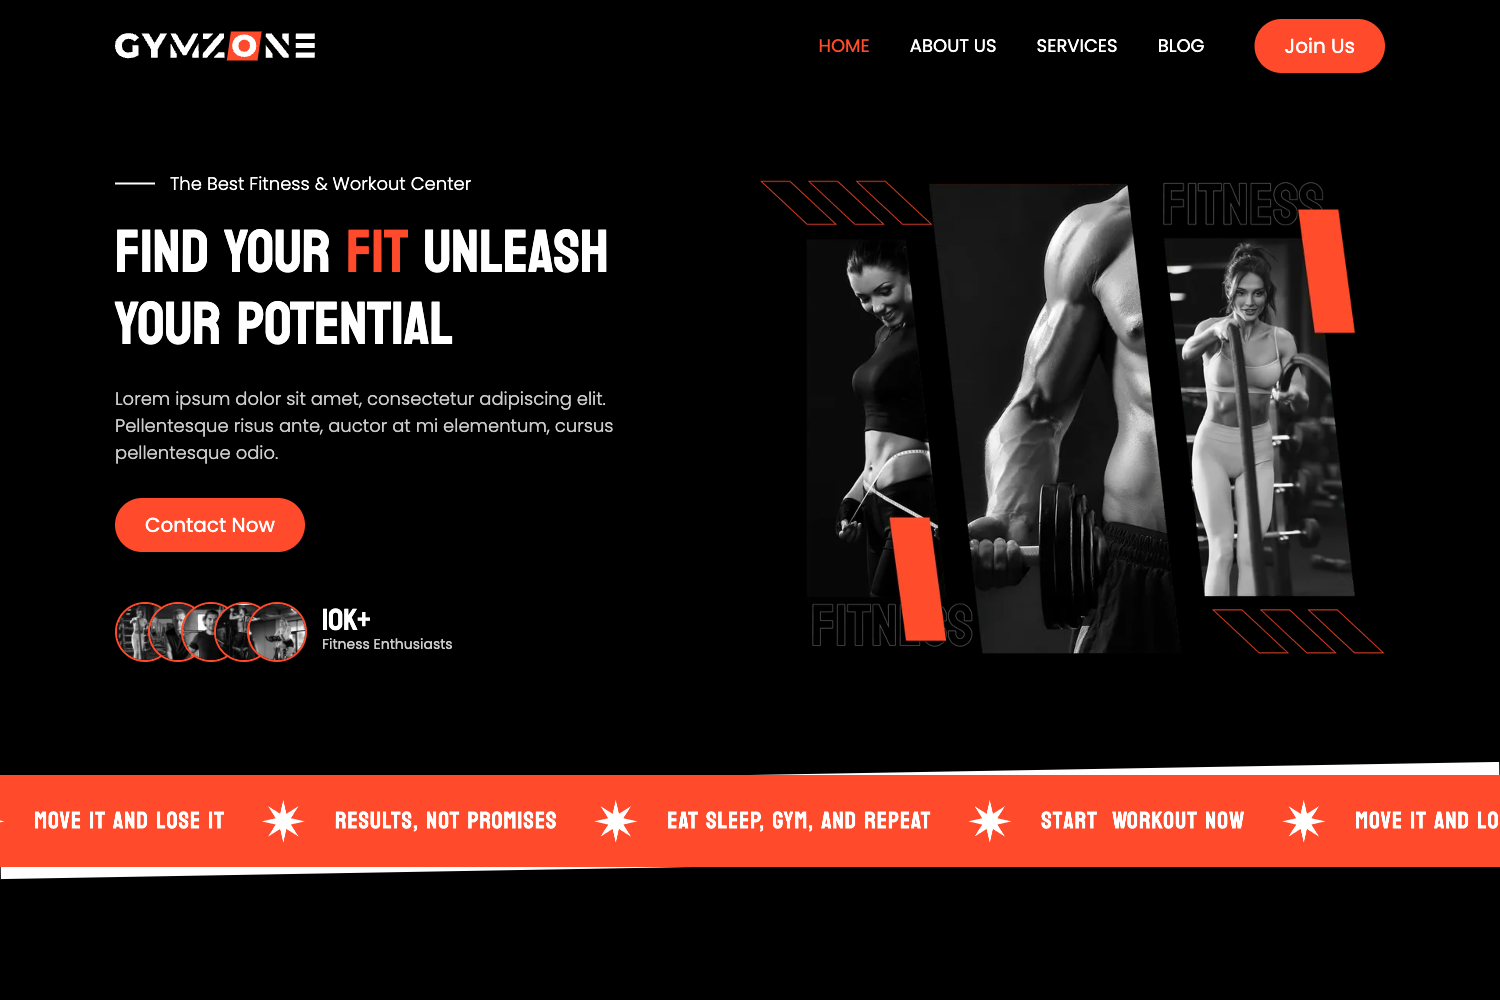 GYMZONE
HOME ABOUT US SERVICES BLOG Join Us
The Best Fitness & Workout Center
FIND YOUR FIT UNLEASH
YOUR POTENTIAL
Lorem ipsum dolor sit amet, consectetur adipiscing elit.
Pellentesque risus ante, auctor at mi elementum, cursus
pellentesque odio.
Contact Now
10K+
Fitness Enthusiasts
FITNESS
FITNESS
MOVE IT AND LOSE IT RESULTS, NOT PROMISES EAT SLEEP, GYM, AND REPEAT START WORKOUT NOW MOVE IT AND LO